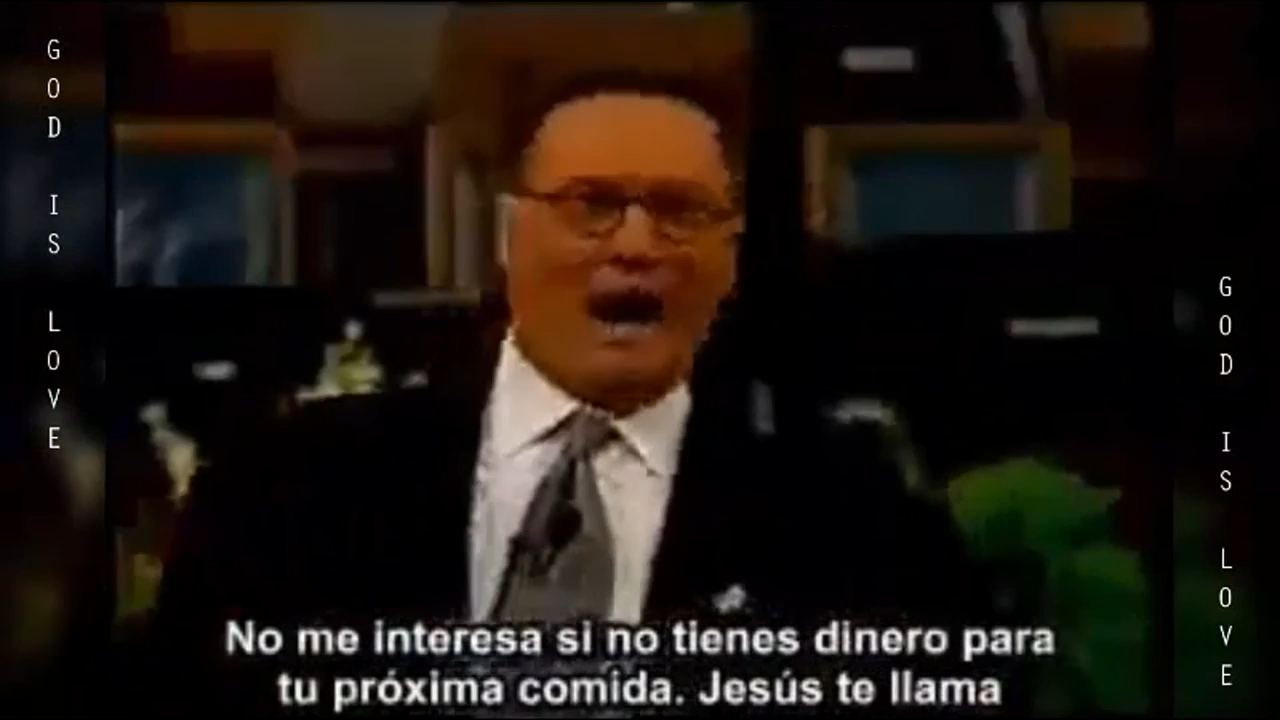 GOD IS LOVE
No me interesa si no tienes dinero para
tu próxima comida. Jesús te llama
GOD IS LOVE